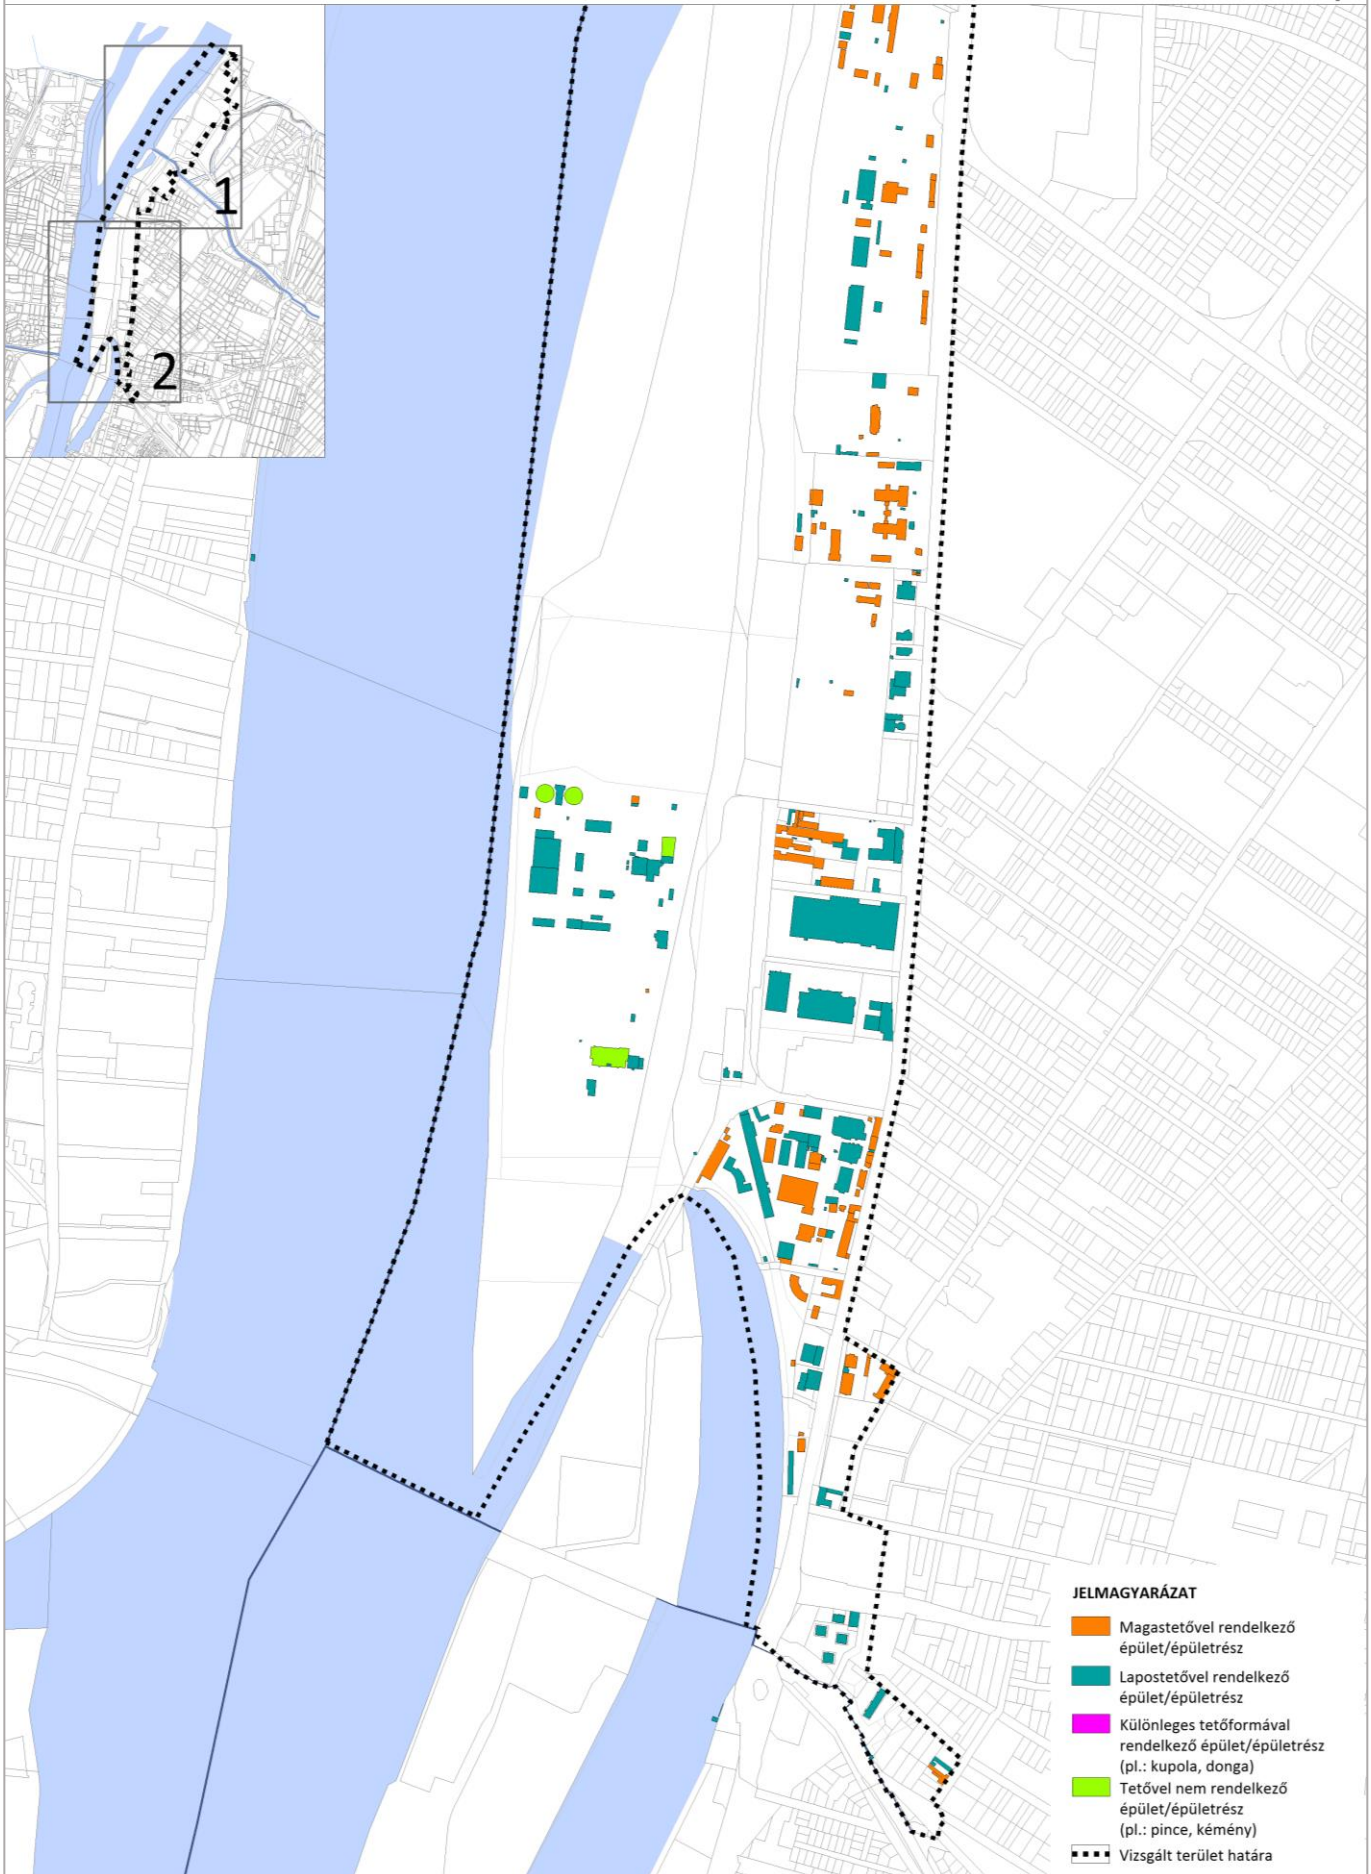 1
2
JELMAGYARÁZAT
Magastetővel rendelkező
épület/épületrész
Lapostetővel rendelkező
épület/épületrész
Különleges tetőformával
rendelkező épület/épületrész
(pl.: kupola, donga)
Tetővel nem rendelkező
épület/épületrész
(pl.: pince, kémény)
Vizsgált terület határa